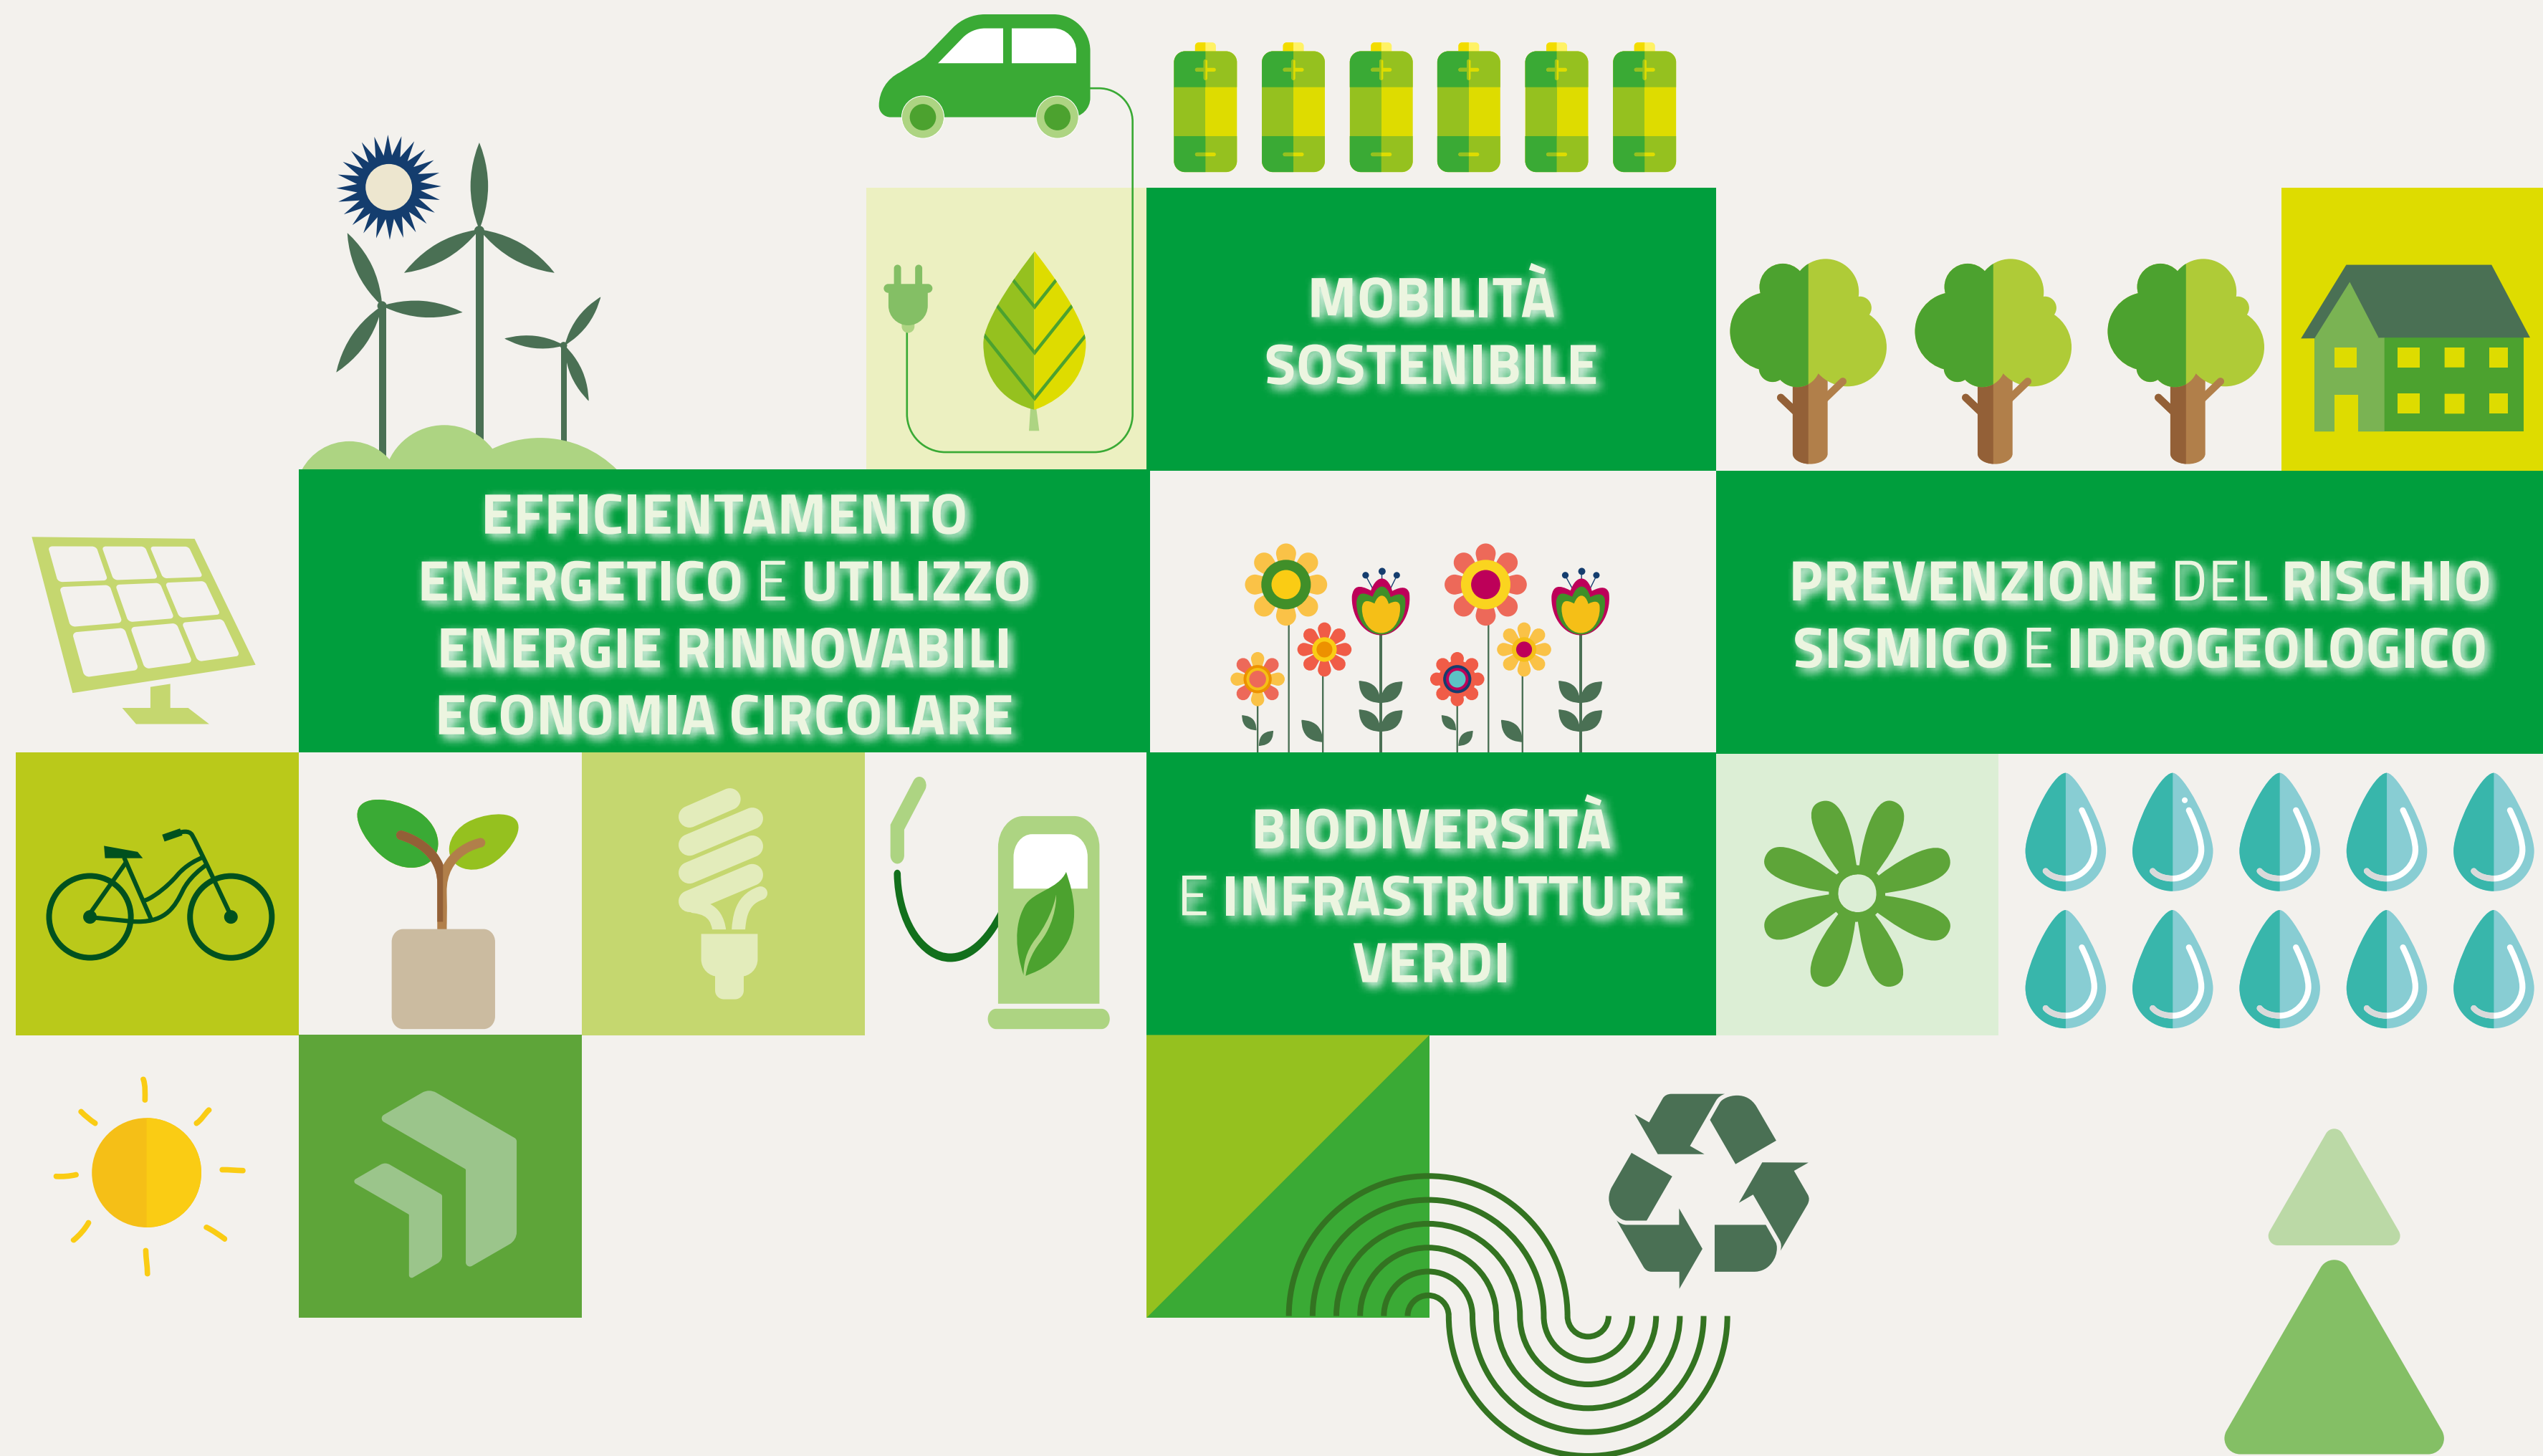 MOBILITÀ
SOSTENIBILE
EFFICIENTAMENTO
ENERGETICO E UTILIZZO
ENERGIE RINNOVABILI
ECONOMIA CIRCOLARE
PREVENZIONE DEL RISCHIO
SISMICO E IDROGEOLOGICO
BIODIVERSITÀ
E INFRASTRUTTURE
VERDI